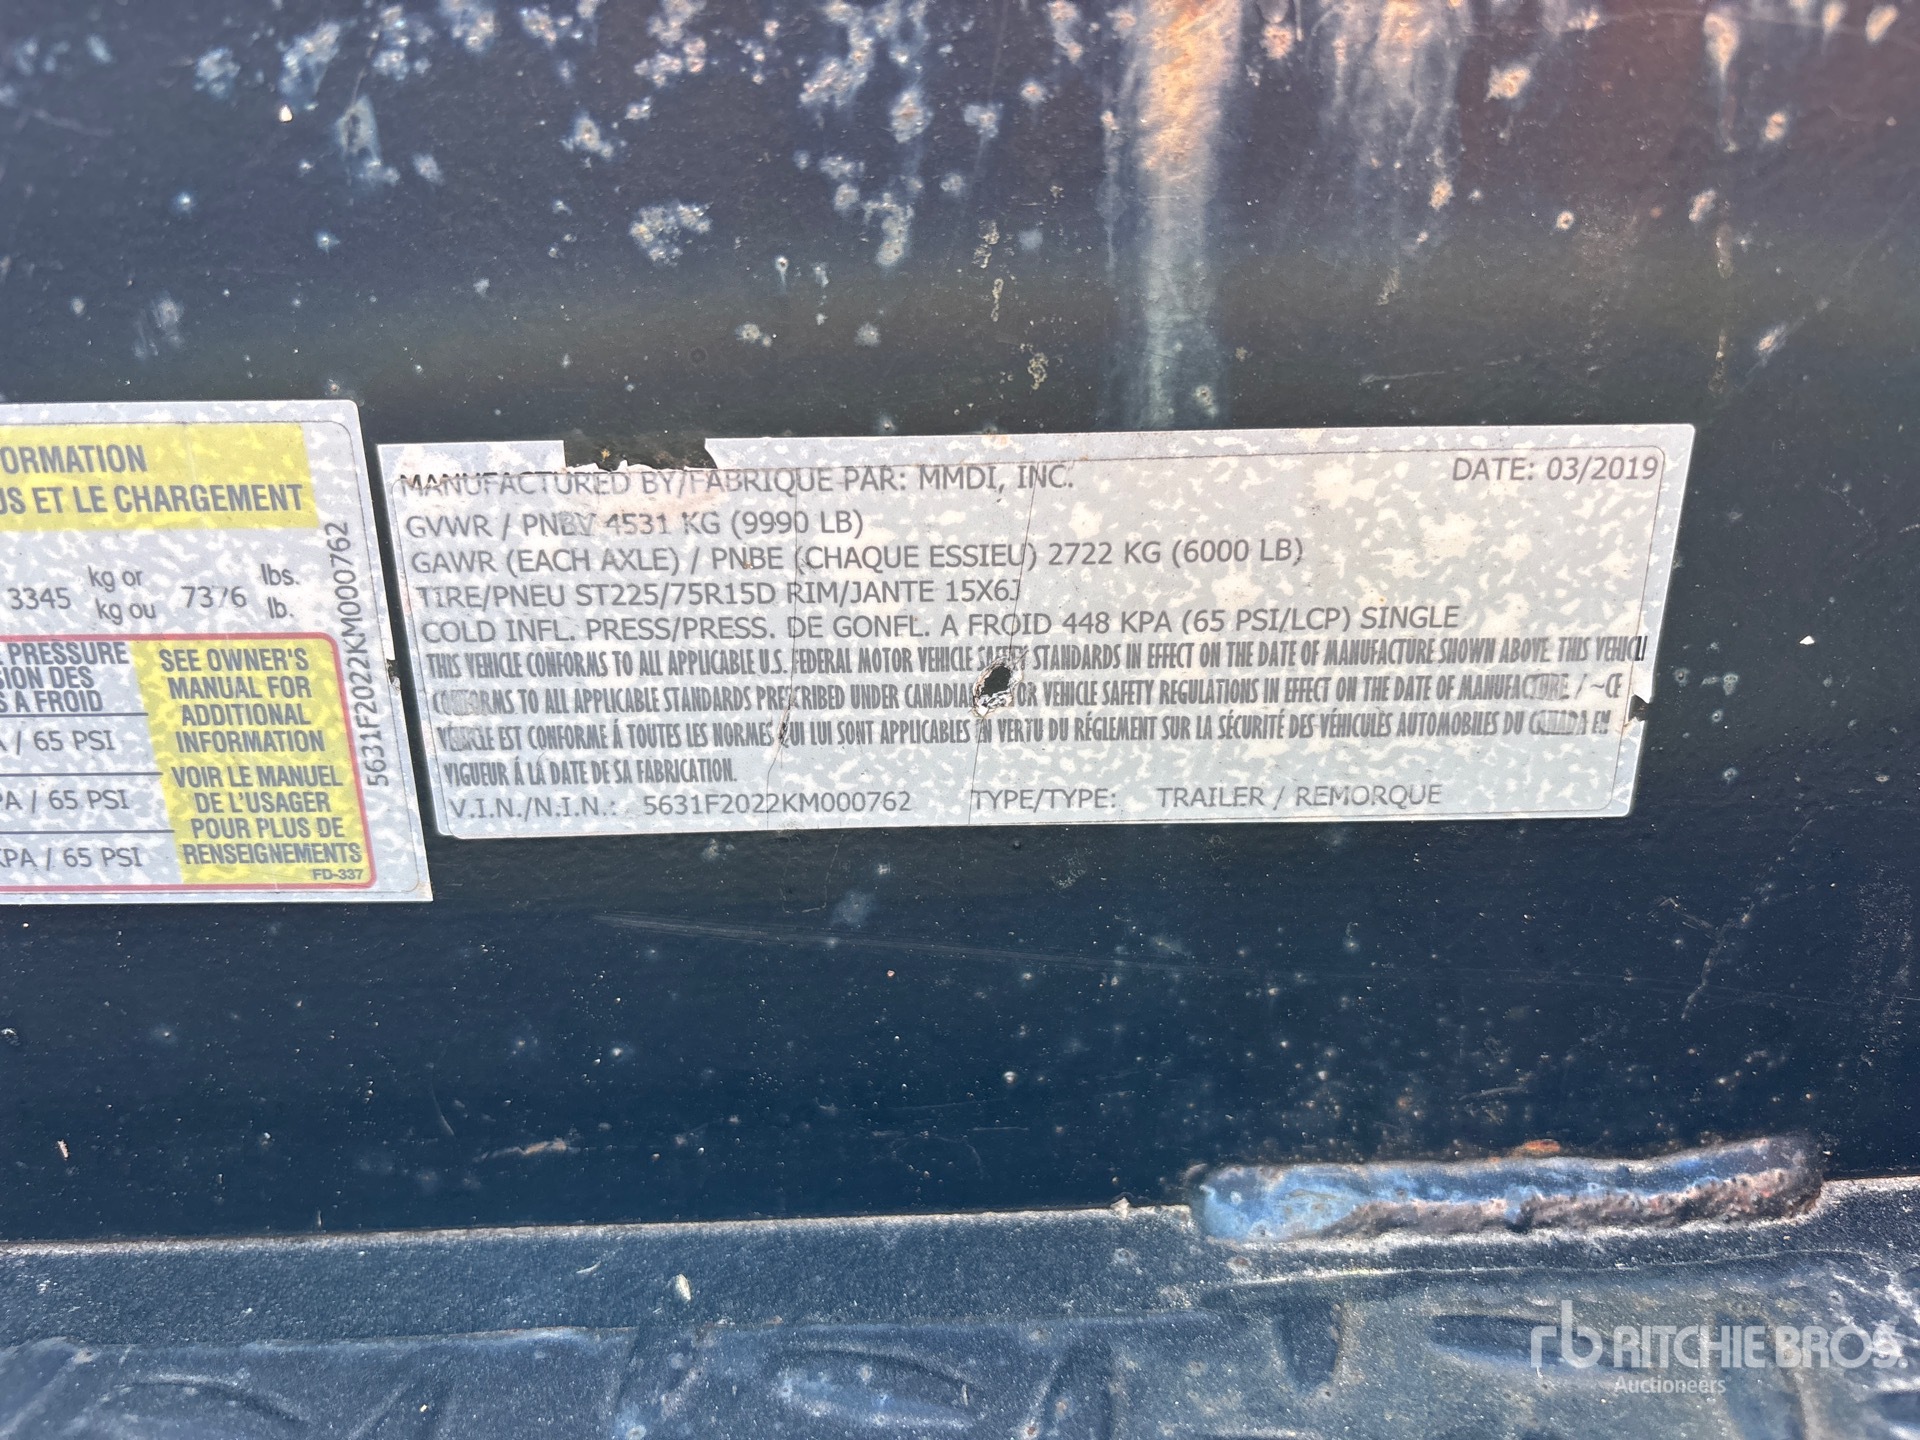 ORMATION
US ET LE CHARGEMENT
3345 kg or kg ou 7376 lbs. lb.
PRESSURE
SION DES
A FROID
/ 65 PSI
PA / 65 PSI
KPA / 65 PSI
SEE OWNER'S
MANUAL FOR
ADDITIONAL
INFORMATION
VOIR LE MANUEL
DE L'USAGER
POUR PLUS DE
RENSEIGNEMENTS
FD-337
5631F2022KM000762
MANUFACTURED BY/FABRIQUE PAR: MMDI, INC. DATE: 03/2019
GVWR / PNBV 4531 KG (9990 LB)
GAWR (EACH AXLE) / PNBE (CHAQUE ESSIEU) 2722 KG (6000 LB)
TIRE/PNEU ST225/75R15D RIM/JANTE 15X6J
COLD INFL. PRESS/PRESS. DE GONFL. A FROID 448 KPA (65 PSI/LCP) SINGLE
THIS VEHICLE CONFORMS TO ALL APPLICABLE U.S. FEDERAL MOTOR VEHICLE SAFETY STANDARDS IN EFFECT ON THE DATE OF MANUFACTURE SHOWN ABOVE. THIS VEHICLE
CONFORMS TO ALL APPLICABLE STANDARDS PRESCRIBED UNDER CANADIAN OR VEHICLE SAFETY REGULATIONS IN EFFECT ON THE DATE OF MANUFACTURE / ~CE
VÉHICLE EST CONFORME À TOUTES LES NORMES QUI LUI SONT APPLICABLES EN VERTU DU RÉGLEMENT SUR LA SÉCURITÉ DES VÉHICULES AUTOMOBILES DU CANADA EN
VIGUEUR À LA DATE DE SA FABRICATION.
V.I.N./N.I.N.: 5631F2022KM000762 TYPE/TYPE: TRAILER / REMORQUE
rb RITCHIE BROS.
Auctioneers